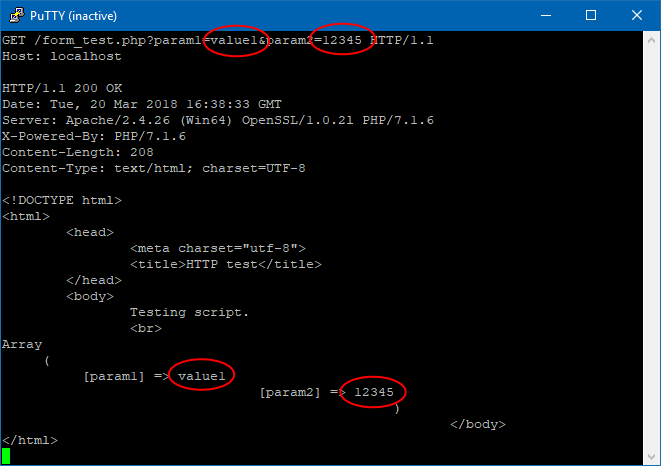 PuTTY (inactive)
GET /form_test.php?param1=value1&param2=12345 HTTP/1.1
Host: localhost
HTTP/1.1 200 OK
Date: Tue, 20 Mar 2018 16:38:33 GMT
Server: Apache/2.4.26 (Win64) OpenSSL/1.0.2l PHP/7.1.6
X-Powered-By: PHP/7.1.6
Content-Length: 208
Content-Type: text/html; charset=UTF-8
<!DOCTYPE html>
<html>
<head>
<meta charset="utf-8">
<title>HTTP test</title>
</head>
<body>
Testing script.
<br>
Array
(
[param1] => value1
[param2] => 12345
)
</body>
</html>